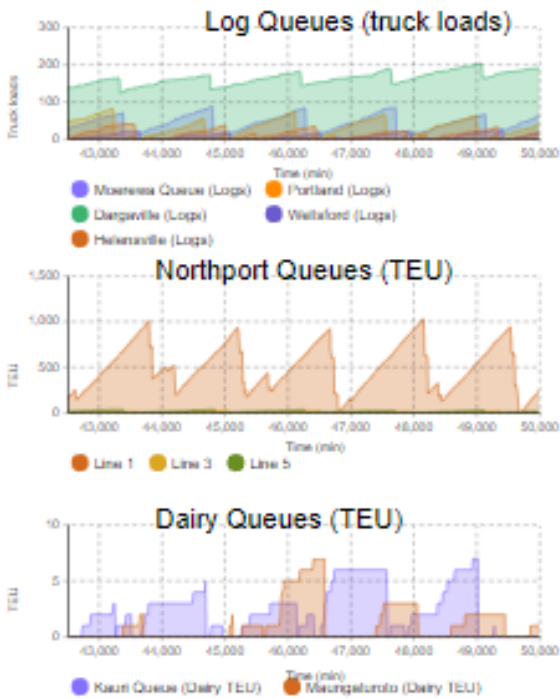 Log Queues (truck loads)
300
200
100
0
Truck loads
43,000 44,000 45,000 46,000 47,000 48,000 49,000 50,000
Time (min)
Moerewa Queue (Logs) Portland (Logs)
Dargaville (Logs) Wellsford (Logs)
Helensville (Logs)
Northport Queues (TEU)
1,500
1,000
500
0
TEU
43,000 44,000 45,000 46,000 47,000 48,000 49,000 50,000
Time (min)
Line 1 Line 3 Line 5
Dairy Queues (TEU)
10
5
0
TEU
43,000 44,000 45,000 46,000 47,000 48,000 49,000 50,000
Time (min)
Kauri Queue (Dairy TEU) Maungaturoto (Dairy TEU)